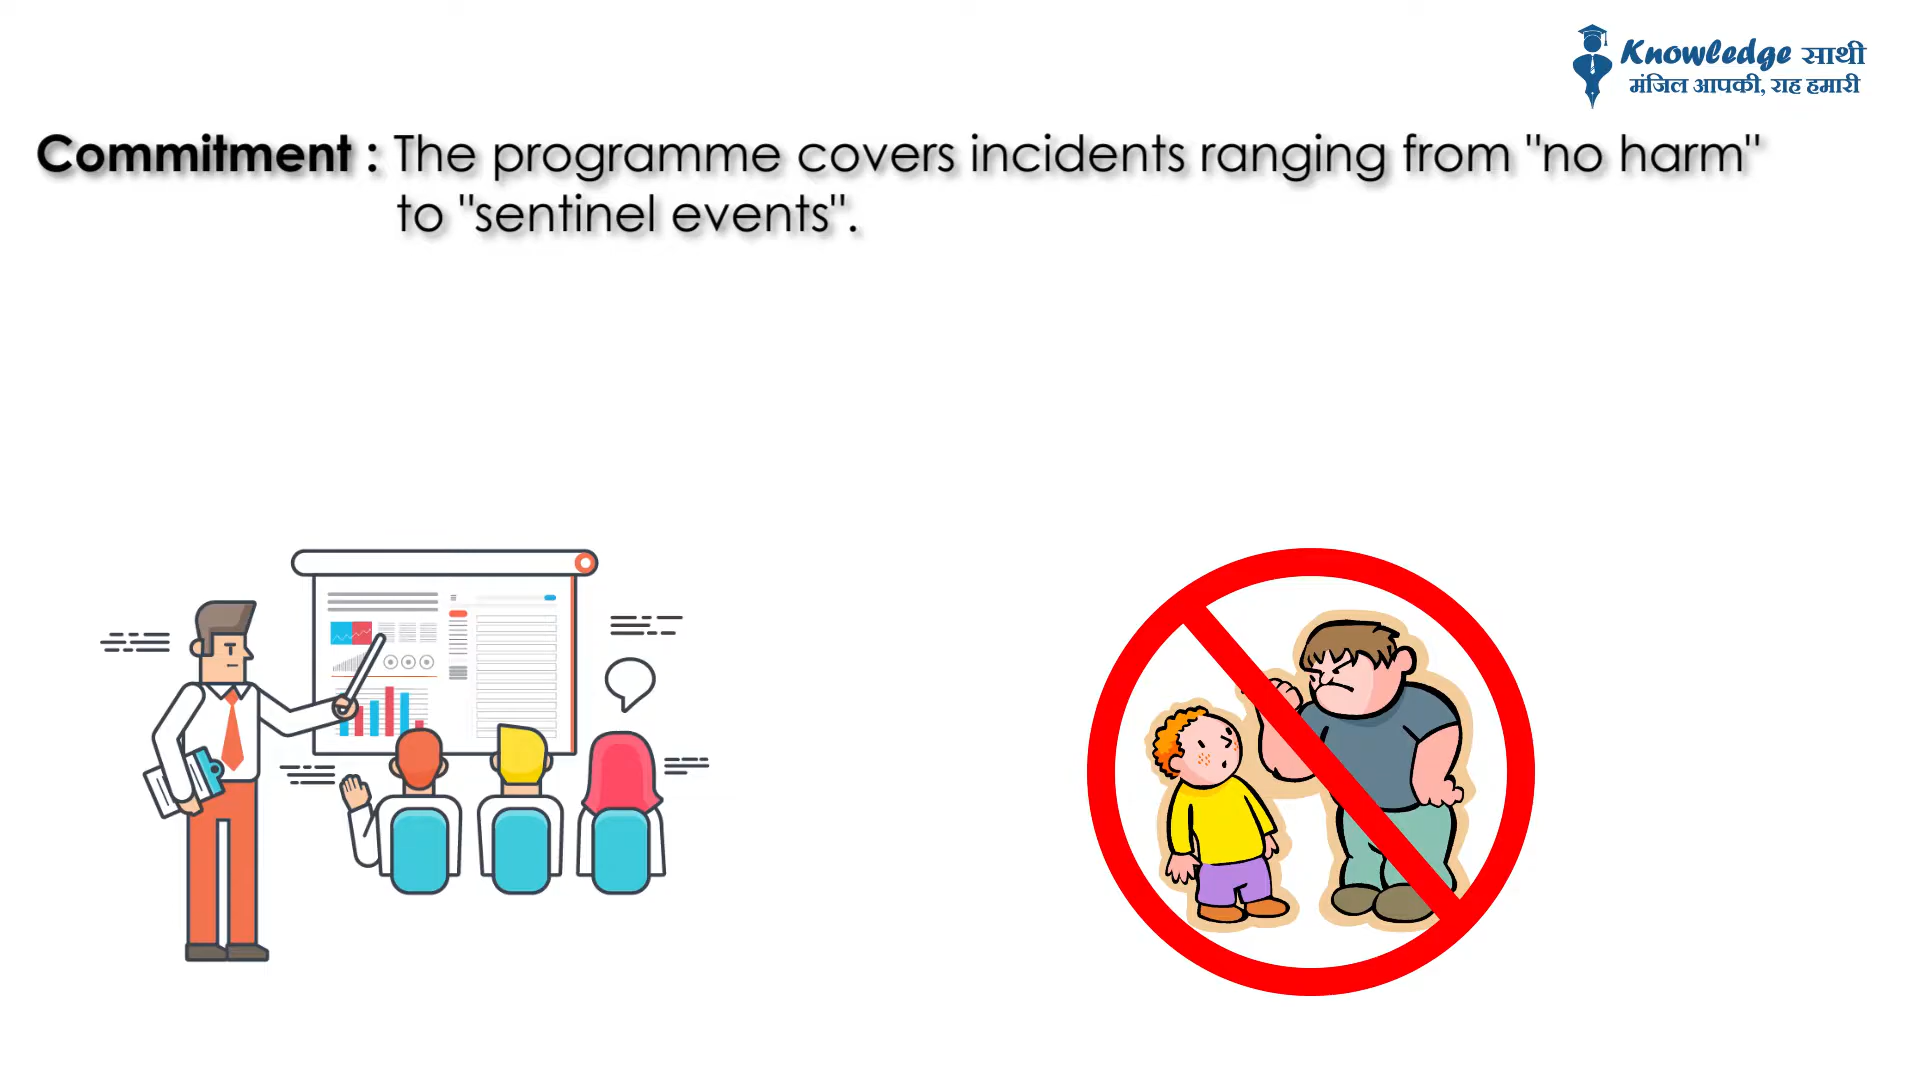 Knowledge साथी
मंजिल आपकी, राह हमारी
Commitment : The programme covers incidents ranging from "no harm"
to "sentinel events".